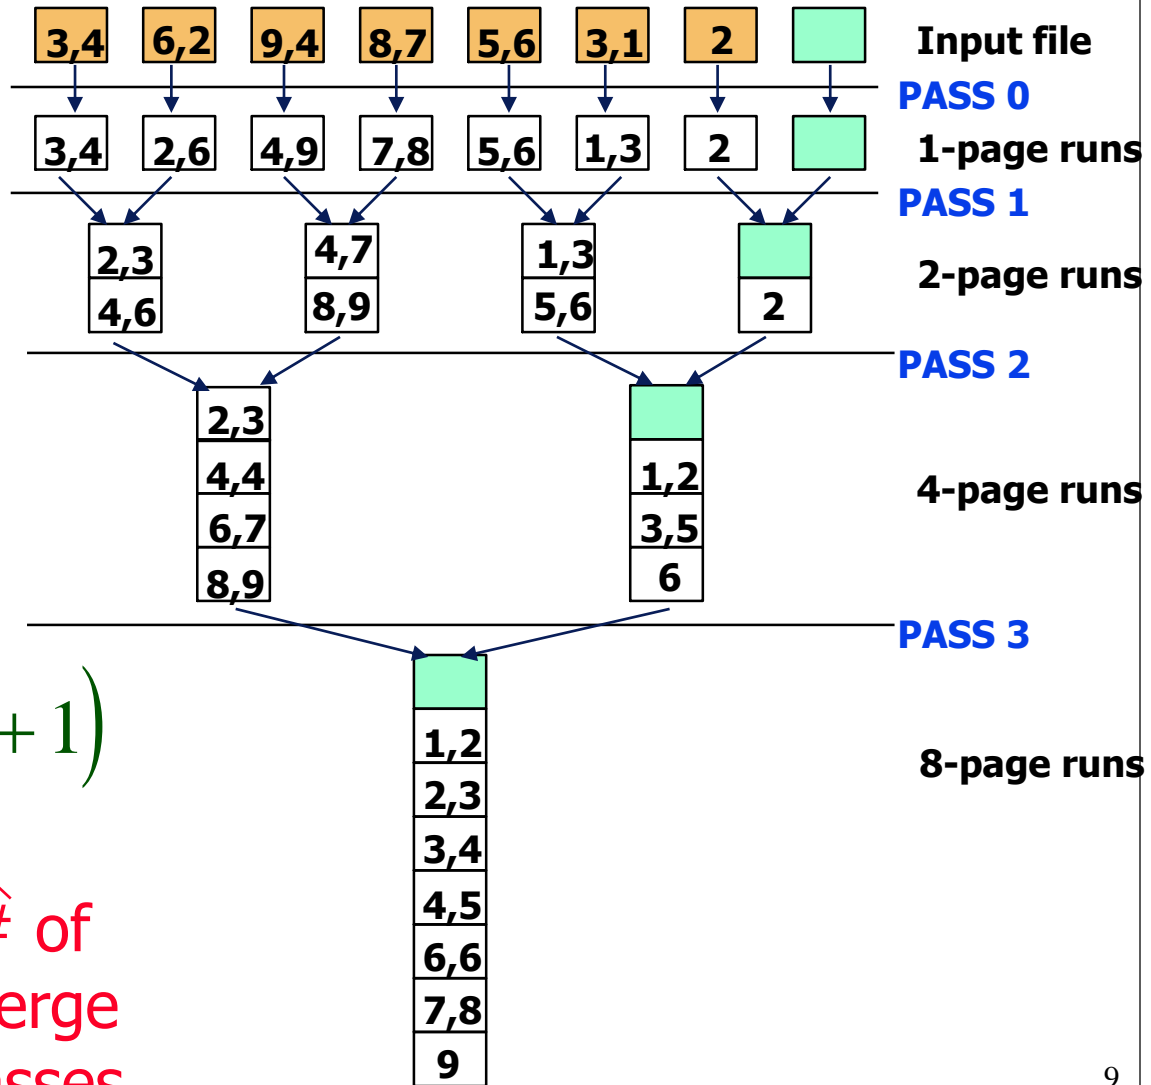 3,4 6,2 9,4 8,7 5,6 3,1 2 Input file
PASS 0
3,4 2,6 4,9 7,8 5,6 1,3 2 1-page runs
PASS 1
2,3 4,7 1,3
2-page runs
4,6 8,9 5,6 2
PASS 2
2,3
4,4 1,2
4-page runs
6,7 3,5
8,9 6
PASS 3
+ 1)
1,2
8-page runs
2,3
3,4
4,5
# of
6,6
erge
7,8
9
sses
9